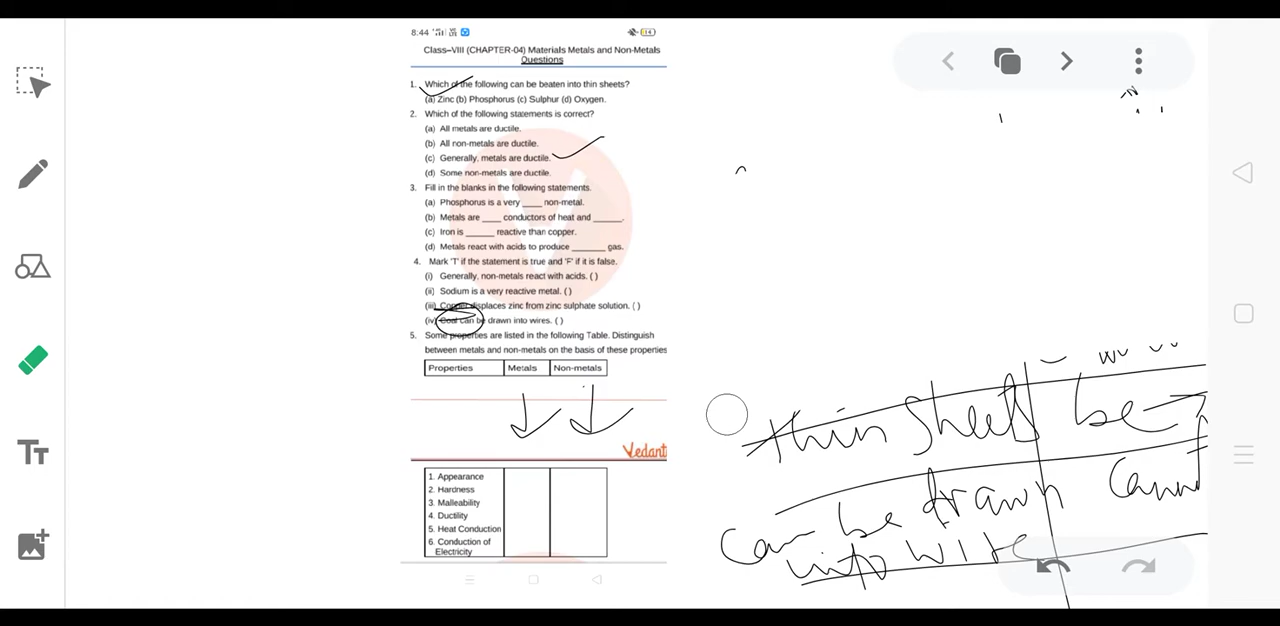 8:44
14
Class–VIII (CHAPTER-04) Materials Metals and Non-Metals
Questions
1. Which of the following can be beaten into thin sheets?
(a) Zinc (b) Phosphorus (c) Sulphur (d) Oxygen.
2. Which of the following statements is correct?
(a) All metals are ductile.
(b) All non-metals are ductile.
(c) Generally, metals are ductile.
(d) Some non-metals are ductile.
3. Fill in the blanks in the following statements.
(a) Phosphorus is a very ____ non-metal.
(b) Metals are ____ conductors of heat and ______.
(c) Iron is ______ reactive than copper.
(d) Metals react with acids to produce _______ gas.
4. Mark 'T' if the statement is true and 'F' if it is false.
(i) Generally, non-metals react with acids. ( )
(ii) Sodium is a very reactive metal. ( )
(iii) Copper displaces zinc from zinc sulphate solution. ( )
(iv) Coal can be drawn into wires. ( )
5. Some properties are listed in the following Table. Distinguish
between metals and non-metals on the basis of these properties
Properties Metals Non-metals
Vedant
1. Appearance
2. Hardness
3. Malleability
4. Ductility
5. Heat Conduction
6. Conduction of
Electricity
thin sheets be
can be drawn
into wire
Tт